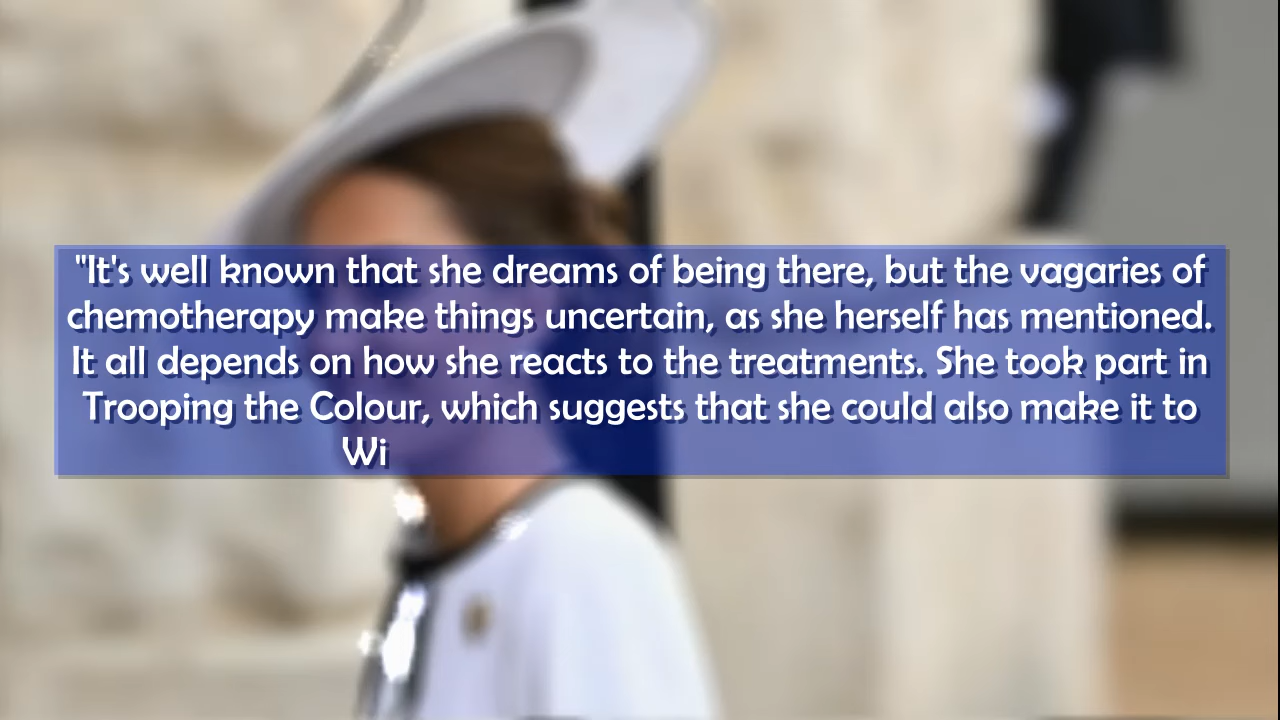 "It's well known that she dreams of being there, but the vagaries of
chemotherapy make things uncertain, as she herself has mentioned.
It all depends on how she reacts to the treatments. She took part in
Trooping the Colour, which suggests that she could also make it to
Wi